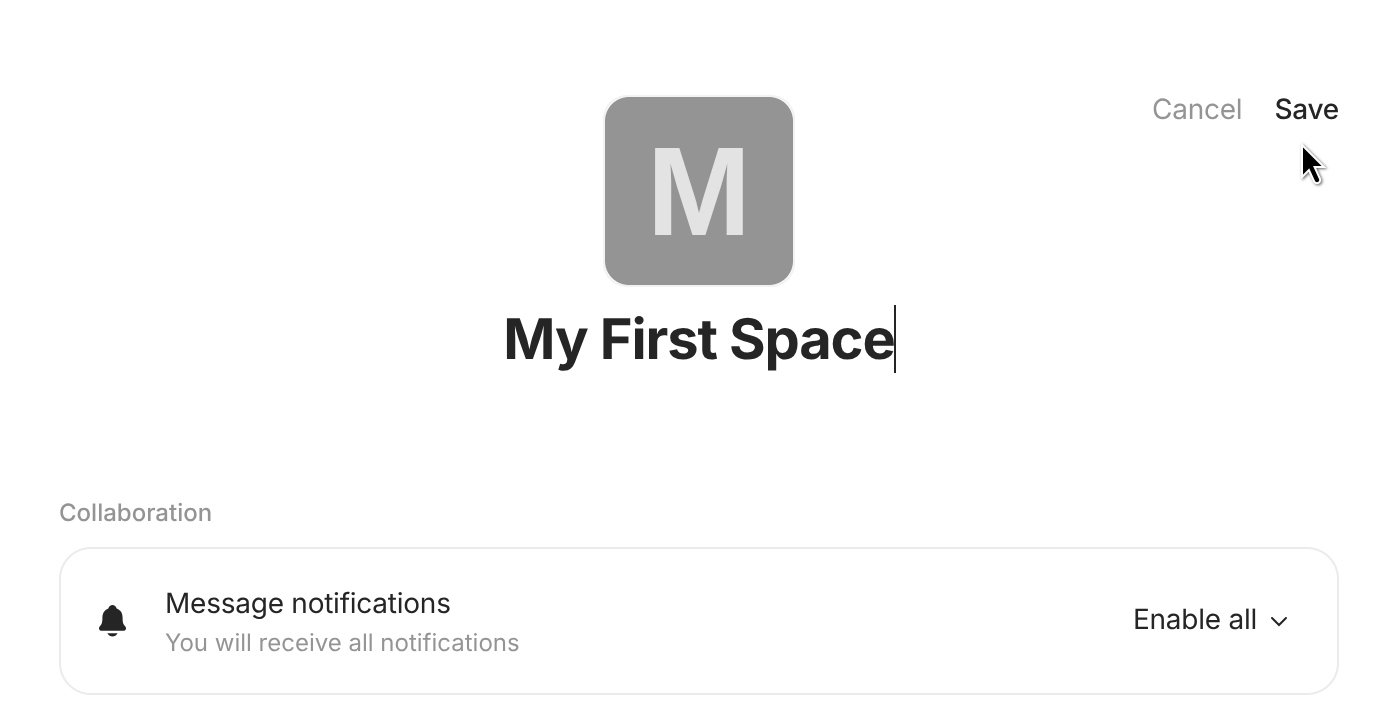 Cancel Save
M
My First Space
Collaboration
Message notifications
You will receive all notifications
Enable all